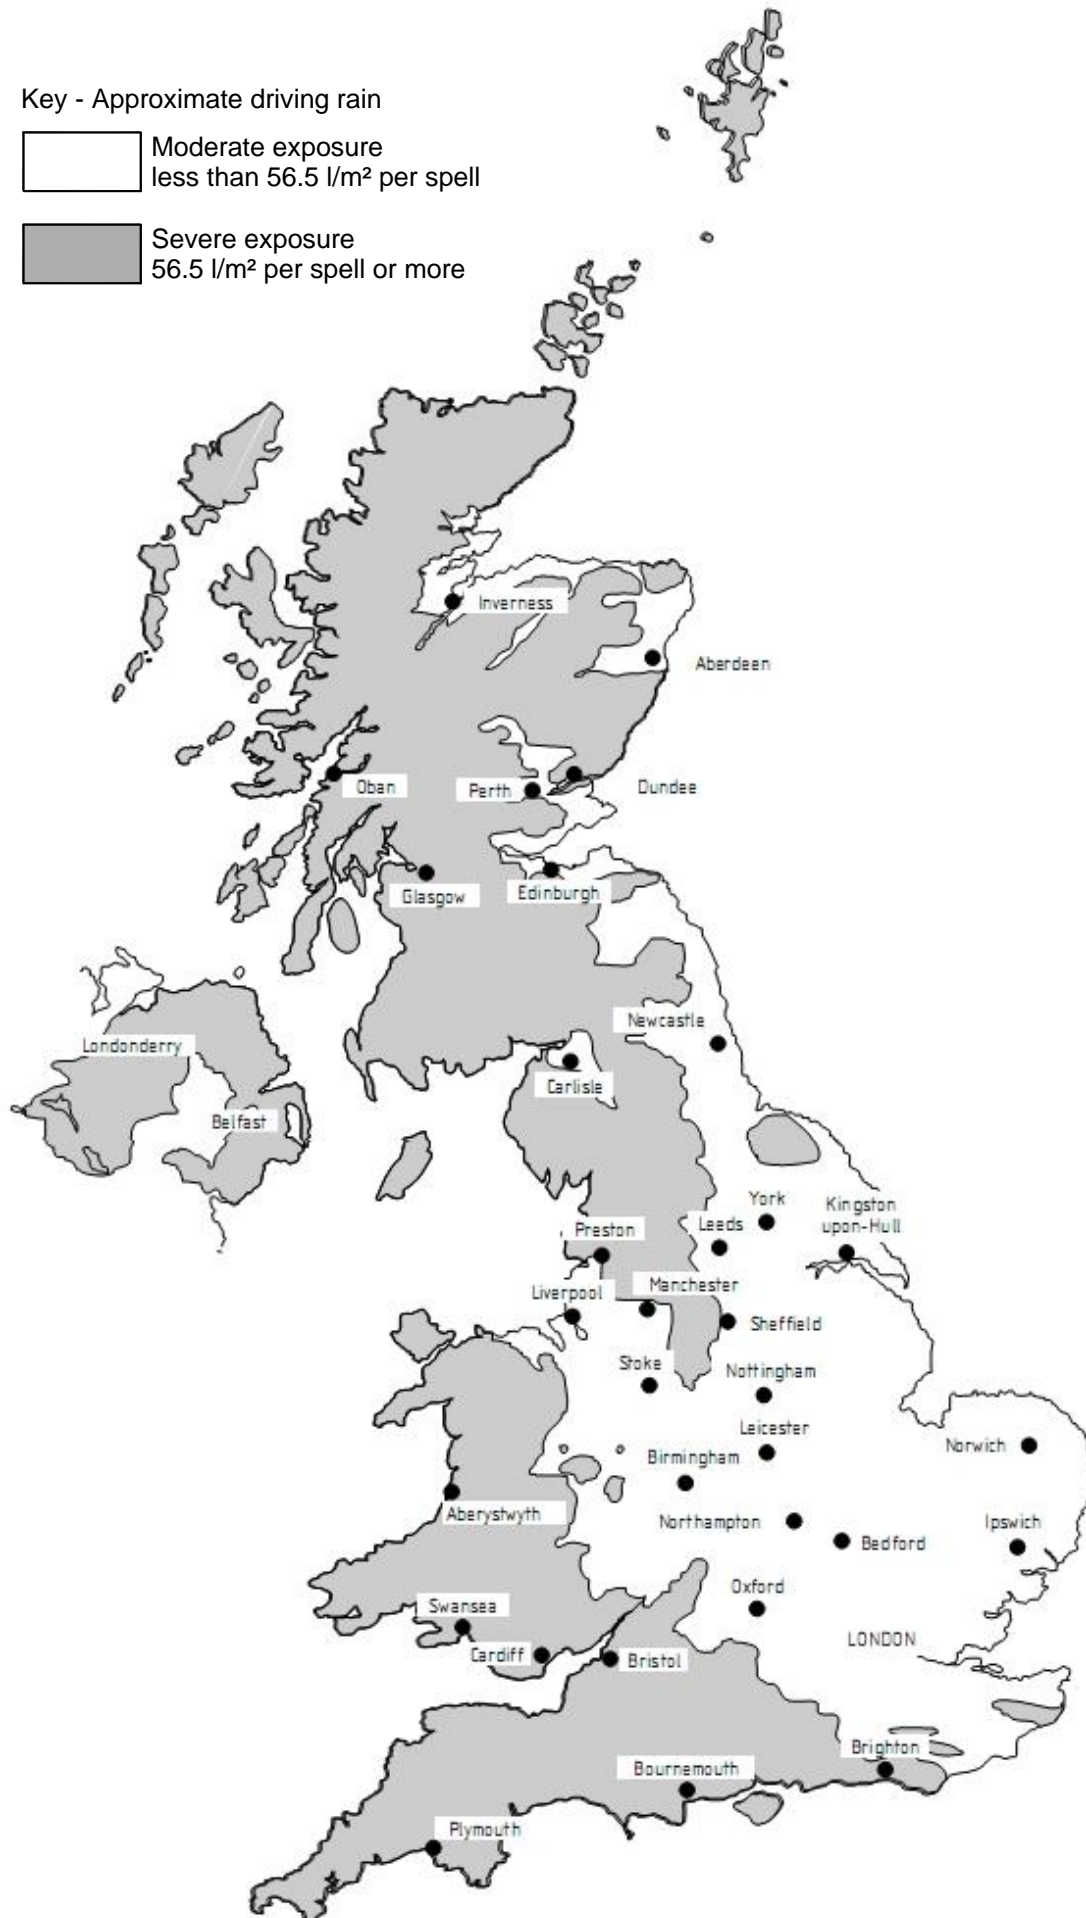 Key - Approximate driving rain
Moderate exposure
less than 56.5 l/m² per spell
Severe exposure
56.5 l/m² per spell or more
Inverness
Aberdeen
Oban
Perth
Dundee
Glasgow
Edinburgh
Newcastle
Londonderry
Carlisle
Belfast
York
Kingston
upon-Hull
Leeds
Preston
Manchester
Liverpool
Sheffield
Stoke
Nottingham
Leicester
Norwich
Birmingham
Aberystwyth
Northampton
Ipswich
Bedford
Oxford
Swansea
LONDON
Cardiff
Bristol
Brighton
Bournemouth
Plymouth